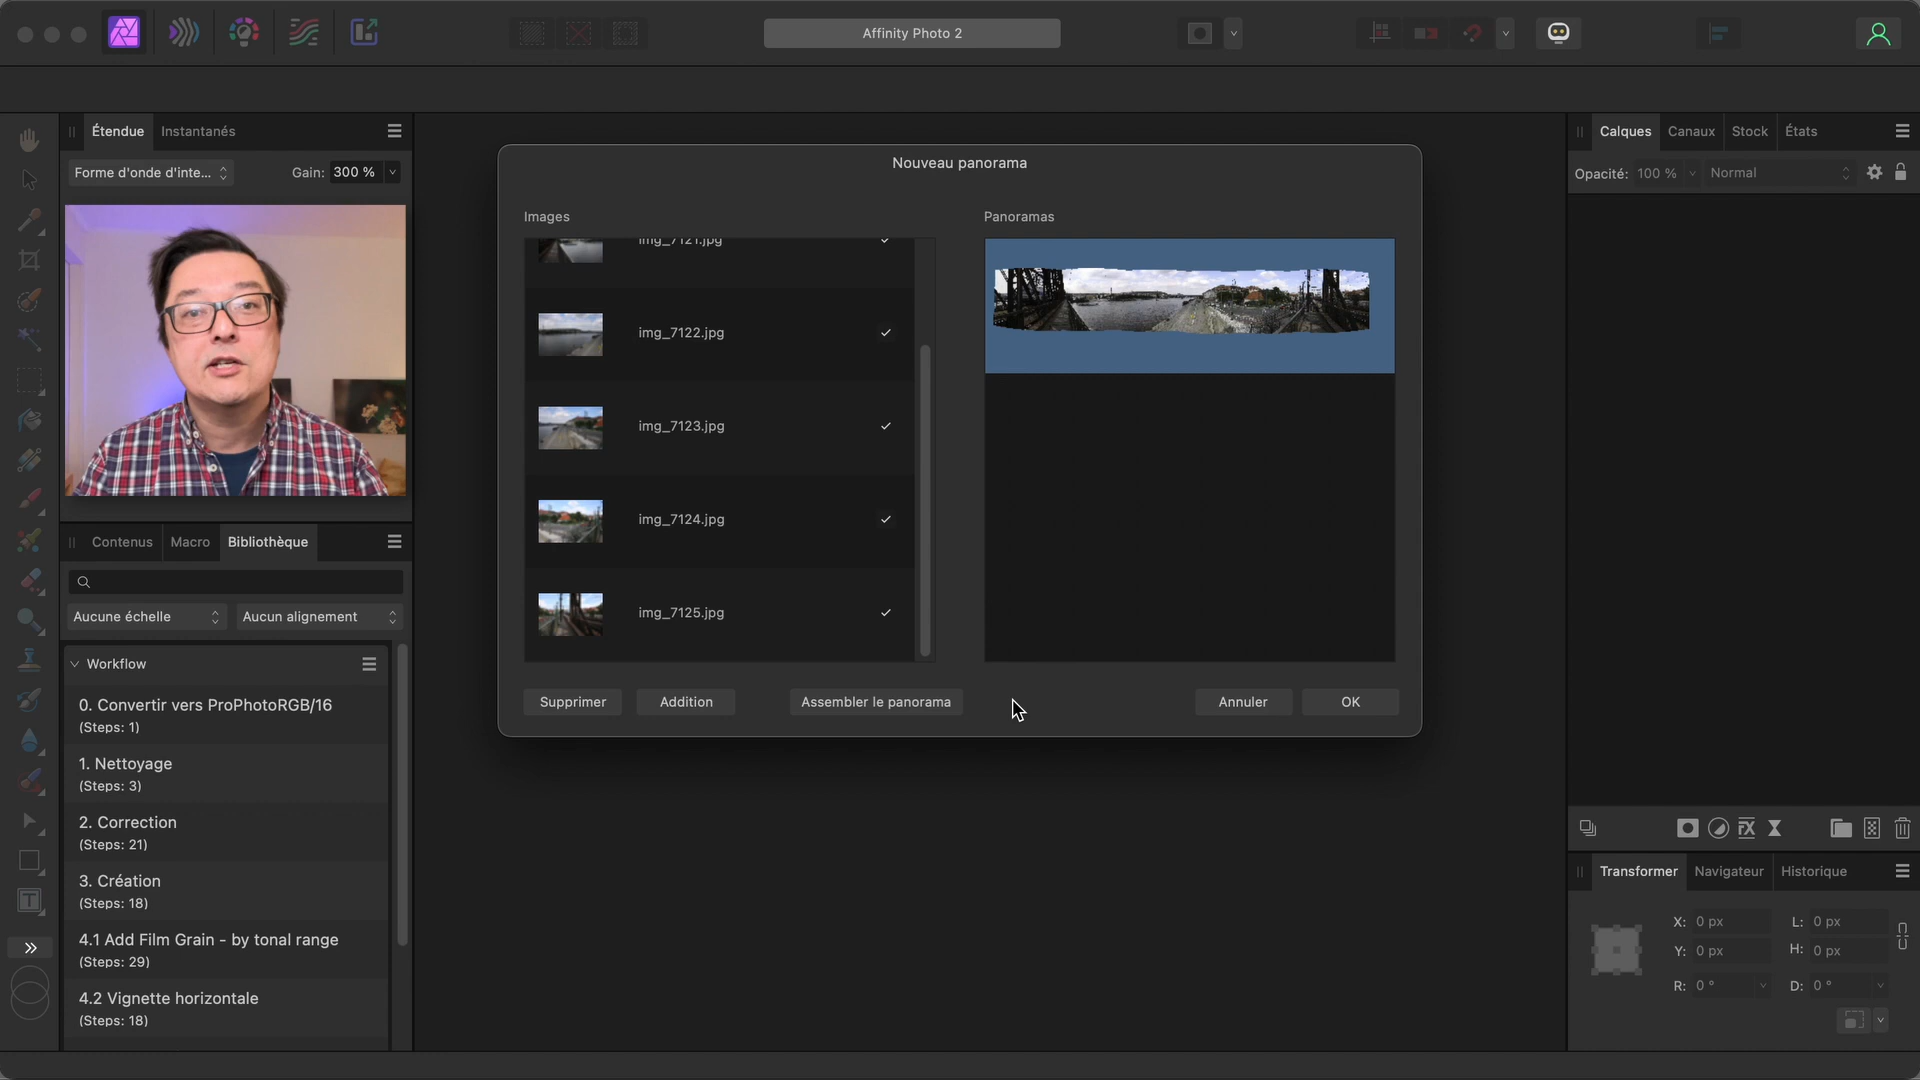 Affinity Photo 2
Étendue
Instantanés
Forme d'onde d'inte...
Gain:
300 %
Calques
Canaux
Stock
États
Opacité:
100 %
Normal
Nouveau panorama
Images
Panoramas
img_7121.jpg
img_7122.jpg
img_7123.jpg
img_7124.jpg
img_7125.jpg
Supprimer
Addition
Assembler le panorama
Annuler
OK
Contenus
Macro
Bibliothèque
Aucune échelle
Aucun alignement
Workflow
0. Convertir vers ProPhotoRGB/16
(Steps: 1)
1. Nettoyage
(Steps: 3)
2. Correction
(Steps: 21)
3. Création
(Steps: 18)
4.1 Add Film Grain - by tonal range
(Steps: 29)
4.2 Vignette horizontale
(Steps: 18)
Transformer
Navigateur
Historique
X: 0 px
L: 0 px
Y: 0 px
H: 0 px
R: 0 °
D: 0 °